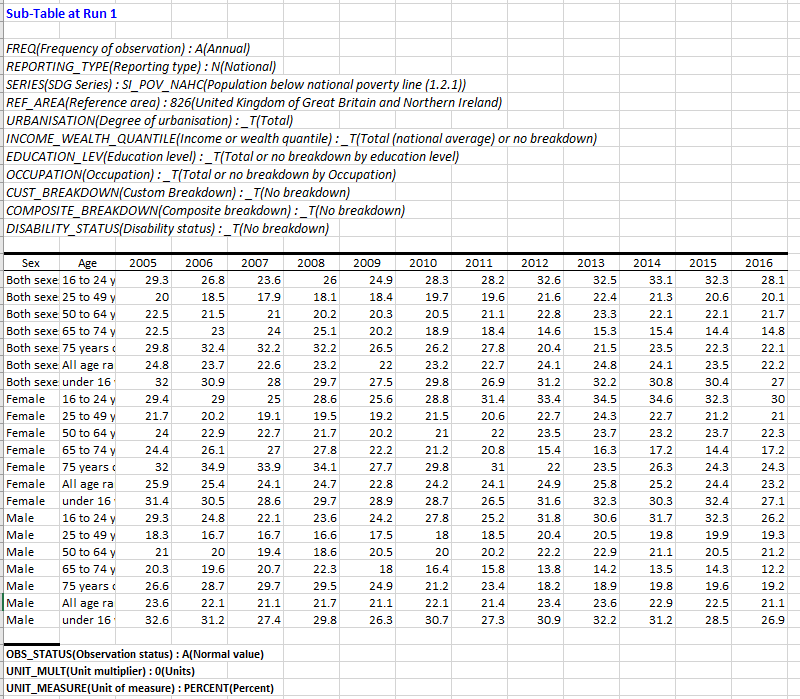 Sub-Table at Run 1
FREQ(Frequency of observation) : A(Annual)
REPORTING_TYPE(Reporting type) : N(National)
SERIES(SDG Series) : SI_POV_NAHC(Population below national poverty line (1.2.1))
REF_AREA(Reference area) : 826(United Kingdom of Great Britain and Northern Ireland)
URBANISATION(Degree of urbanisation) : _T(Total)
INCOME_WEALTH_QUANTILE(Income or wealth quantile) : _T(Total (national average) or no breakdown)
EDUCATION_LEV(Education level) : _T(Total or no breakdown by education level)
OCCUPATION(Occupation) : _T(Total or no breakdown by Occupation)
CUST_BREAKDOWN(Custom Breakdown) : _T(No breakdown)
COMPOSITE_BREAKDOWN(Composite breakdown) : _T(No breakdown)
DISABILITY_STATUS(Disability status) : _T(No breakdown)
Sex Age 2005 2006 2007 2008 2009 2010 2011 2012 2013 2014 2015 2016
Both sexe 16 to 24 y 29.3 26.8 23.6 26 24.9 28.3 28.2 32.6 32.5 33.1 32.3 28.1
Both sexe 25 to 49 y 20 18.5 17.9 18.1 18.4 19.7 19.6 21.6 22.4 21.3 20.6 20.1
Both sexe 50 to 64 y 22.5 21.5 21 20.2 20.3 20.5 21.1 22.8 23.3 22.1 22.1 21.7
Both sexe 65 to 74 y 22.5 23 24 25.1 20.2 18.9 18.4 14.6 15.3 15.4 14.4 14.8
Both sexe 75 years o 29.8 32.4 32.2 32.2 26.5 26.2 27.8 20.4 21.5 23.5 22.3 22.1
Both sexe All age ra 24.8 23.7 22.6 23.2 22 23.2 22.7 24.1 24.8 24.1 23.5 22.2
Both sexe under 16 32 30.9 28 29.7 27.5 29.8 26.9 31.2 32.2 30.8 30.4 27
Female 16 to 24 y 29.4 29 25 28.6 25.6 28.8 31.4 33.4 34.5 34.6 32.3 30
Female 25 to 49 y 21.7 20.2 19.1 19.5 19.2 21.5 20.6 22.7 24.3 22.7 21.2 21
Female 50 to 64 y 24 22.9 22.7 21.7 20.2 21 22 23.5 23.7 23.2 23.7 22.3
Female 65 to 74 y 24.4 26.1 27 27.8 22.2 21.2 20.8 15.4 16.3 17.2 14.4 17.2
Female 75 years o 32 34.9 33.9 34.1 27.7 29.8 31 22 23.5 26.3 24.3 24.3
Female All age ra 25.9 25.4 24.1 24.7 22.8 24.2 24.1 24.9 25.8 25.2 24.4 23.2
Female under 16 31.4 30.5 28.6 29.7 28.9 28.7 26.5 31.6 32.3 30.3 32.4 27.1
Male 16 to 24 y 29.3 24.8 22.1 23.6 24.2 27.8 25.2 31.8 30.6 31.7 32.3 26.2
Male 25 to 49 y 18.3 16.7 16.7 16.6 17.5 18 18.5 20.4 20.5 19.8 19.9 19.3
Male 50 to 64 y 21 20 19.4 18.6 20.5 20 20.2 22.2 22.9 21.1 20.5 21.2
Male 65 to 74 y 20.3 19.6 20.7 22.3 18 16.4 15.8 13.8 14.2 13.5 14.3 12.2
Male 75 years o 26.6 28.7 29.7 29.5 24.9 21.2 23.4 18.2 18.9 19.8 19.6 19.2
Male All age ra 23.6 22.1 21.1 21.7 21.1 22.1 21.4 23.4 23.6 22.9 22.5 21.1
Male under 16 32.6 31.2 27.4 29.8 26.3 30.7 27.3 30.9 32.2 31.2 28.5 26.9
OBS_STATUS(Observation status) : A(Normal value)
UNIT_MULT(Unit multiplier) : 0(Units)
UNIT_MEASURE(Unit of measure) : PERCENT(Percent)